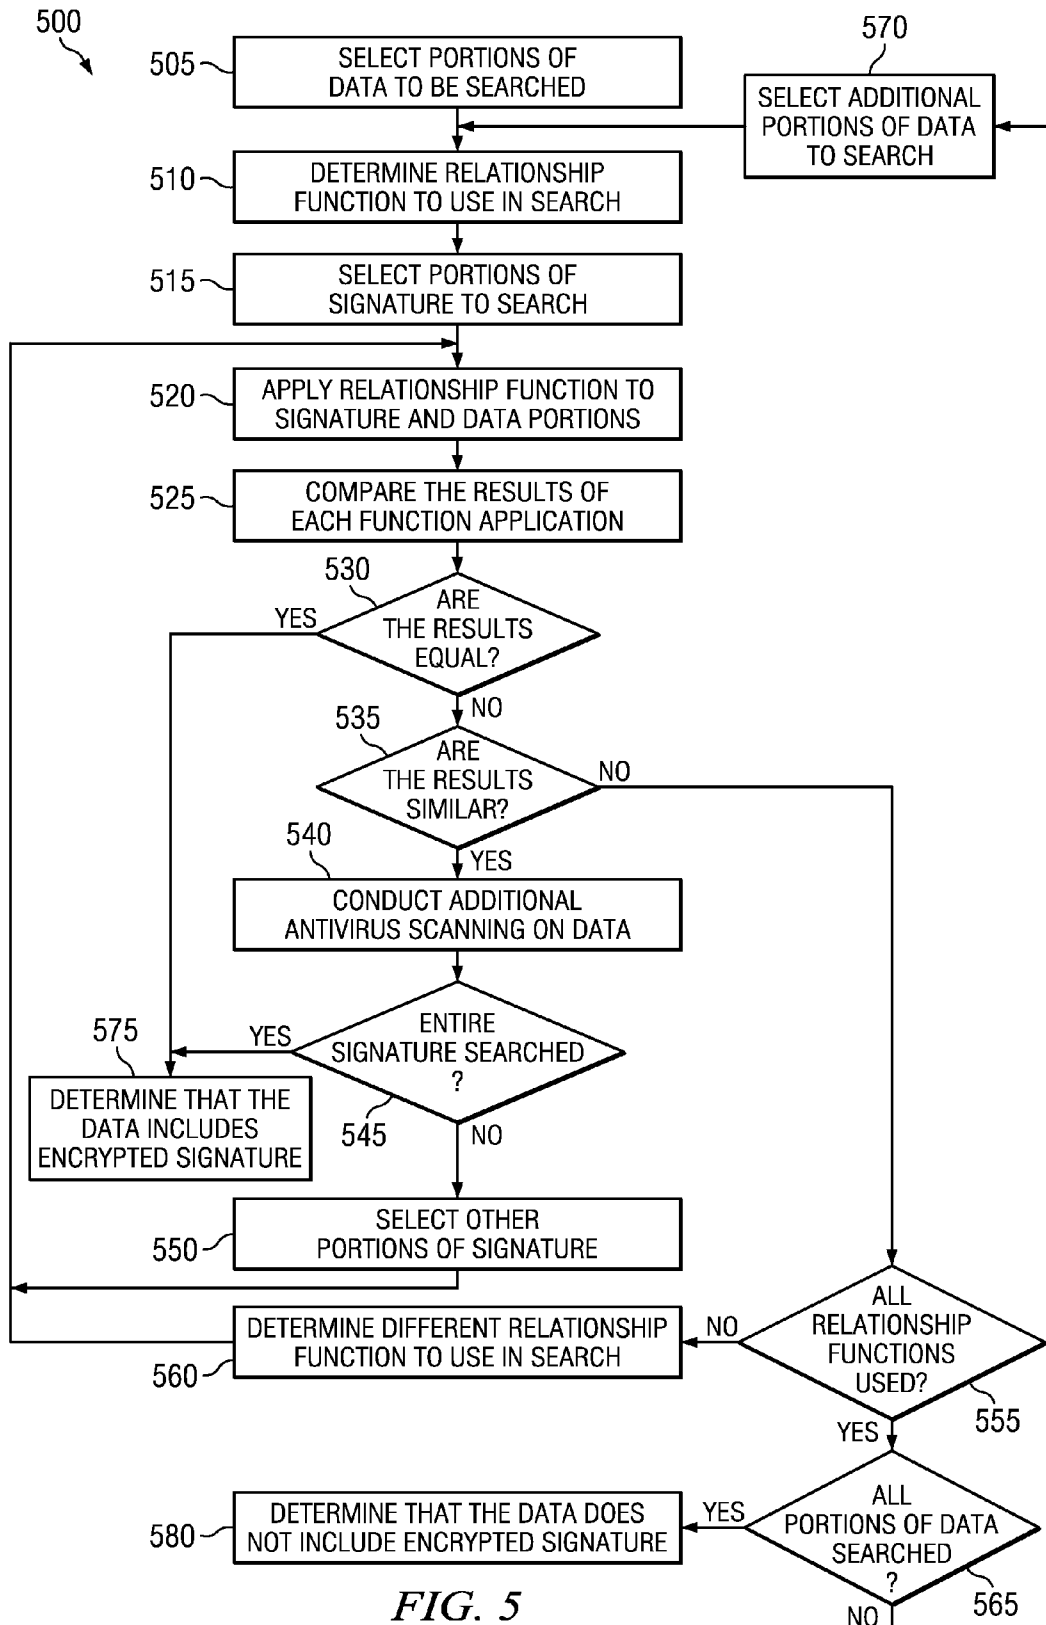 500
505
SELECT PORTIONS OF
DATA TO BE SEARCHED
570
SELECT ADDITIONAL
PORTIONS OF DATA
TO SEARCH
510
DETERMINE RELATIONSHIP
FUNCTION TO USE IN SEARCH
515
SELECT PORTIONS OF
SIGNATURE TO SEARCH
520
APPLY RELATIONSHIP FUNCTION TO
SIGNATURE AND DATA PORTIONS
525
COMPARE THE RESULTS OF
EACH FUNCTION APPLICATION
530
YES
ARE
THE RESULTS
EQUAL?
NO
535
ARE
THE RESULTS
SIMILAR?
NO
540
YES
CONDUCT ADDITIONAL
ANTIVIRUS SCANNING ON DATA
575
YES
ENTIRE
SIGNATURE SEARCHED
?
545
NO
DETERMINE THAT THE
DATA INCLUDES
ENCRYPTED SIGNATURE
550
SELECT OTHER
PORTIONS OF SIGNATURE
560
DETERMINE DIFFERENT RELATIONSHIP
FUNCTION TO USE IN SEARCH
NO
ALL
RELATIONSHIP
FUNCTIONS
USED?
555
YES
580
DETERMINE THAT THE DATA DOES
NOT INCLUDE ENCRYPTED SIGNATURE
YES
ALL
PORTIONS OF DATA
SEARCHED
?
565
NO
FIG. 5